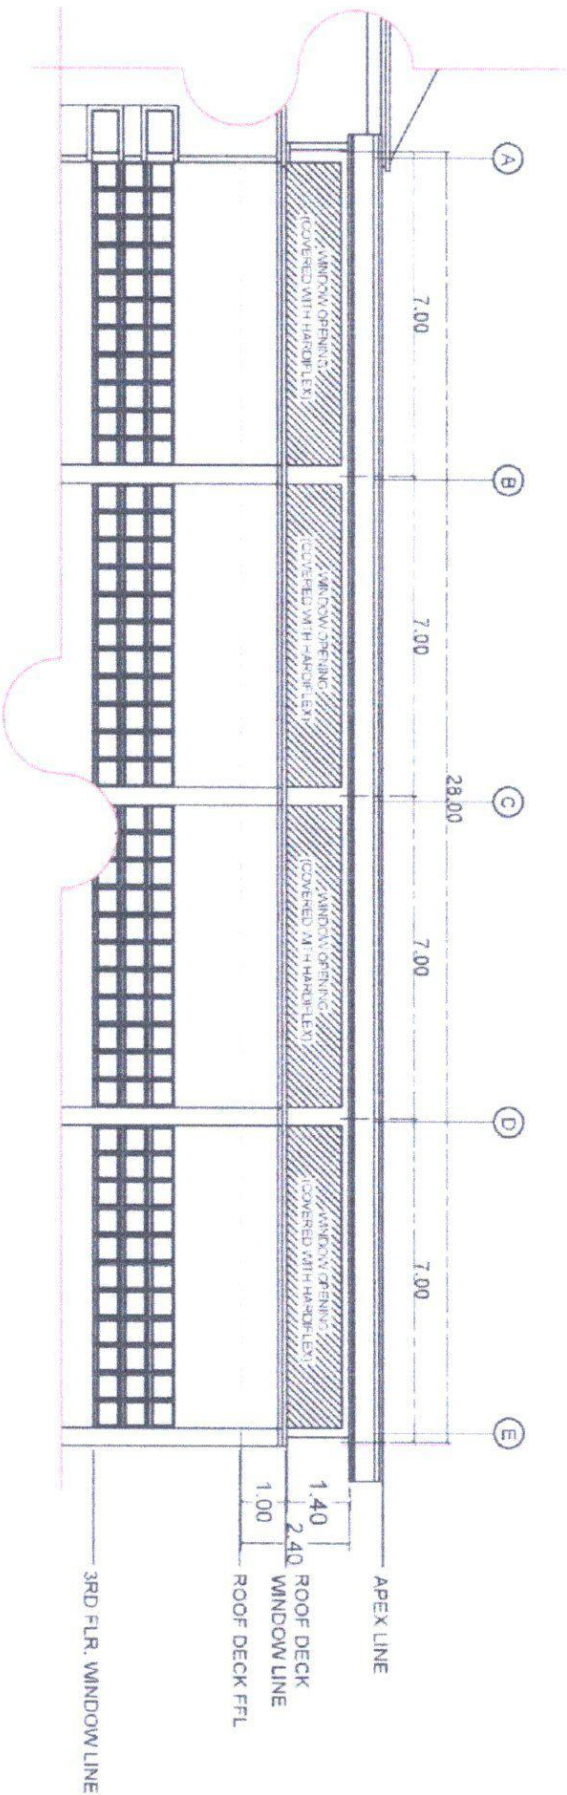 A
B
C
D
E
7.00
7.00
7.00
7.00
28.00
WINDOW OPENING
(COVERED WITH HARDIFLEX)
WINDOW OPENING
(COVERED WITH HARDIFLEX)
WINDOW OPENING
(COVERED WITH HARDIFLEX)
WINDOW OPENING
(COVERED WITH HARDIFLEX)
APEX LINE
1.40
2.40
ROOF DECK
WINDOW LINE
1.00
ROOF DECK FFL
3RD FLR. WINDOW LINE